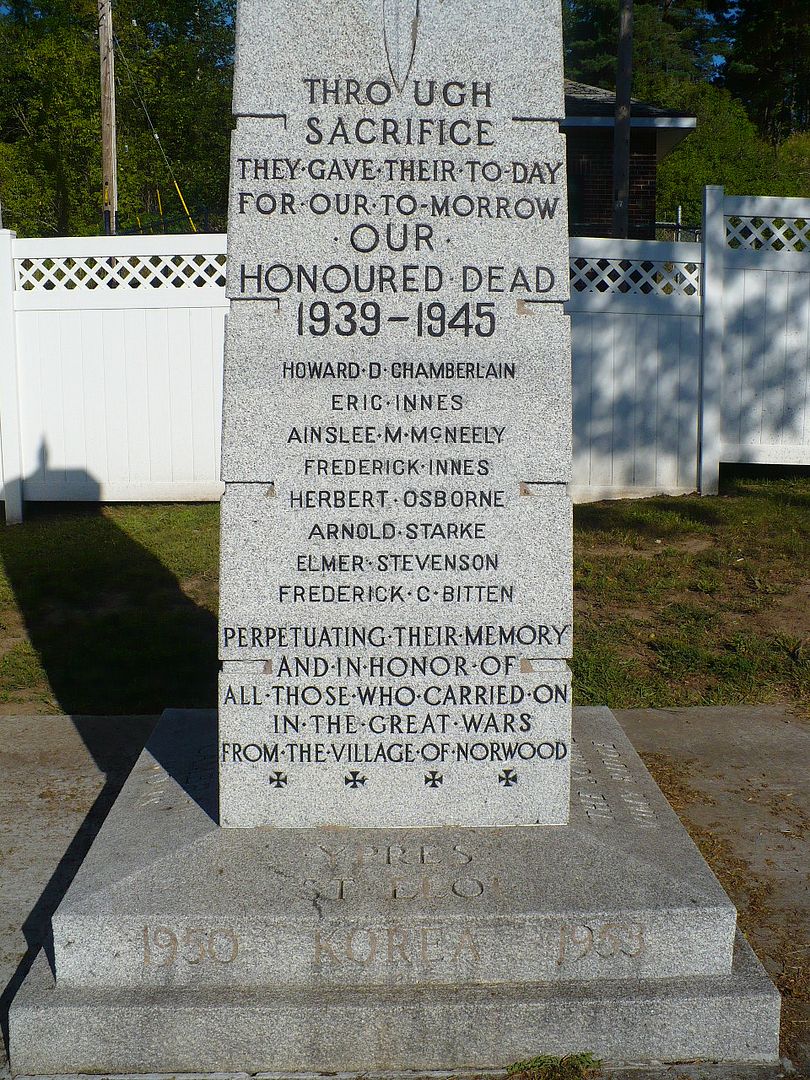 THROUGH
SACRIFICE
THEY·GAVE·THEIR·TO-DAY
FOR·OUR·TO-MORROW
·OUR·
HONOURED·DEAD
1939-1945
HOWARD·D·CHAMBERLAIN
ERIC·INNES
AINSLEE·M·MCNEELY
FREDERICK·INNES
HERBERT·OSBORNE
ARNOLD·STARKE
ELMER·STEVENSON
FREDERICK·C·BITTEN
PERPETUATING·THEIR·MEMORY
AND·IN·HONOR·OF
ALL·THOSE·WHO·CARRIED·ON
IN·THE·GREAT·WARS
FROM·THE·VILLAGE·OF·NORWOOD
YPRES
ST ELOI
1950 KOREA 1953